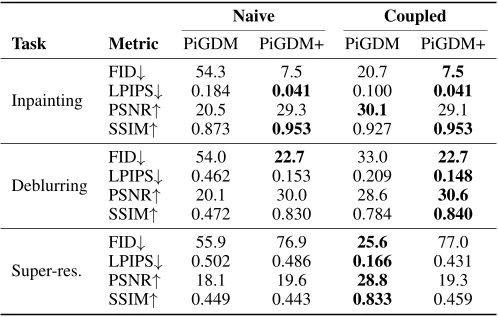 Naive Coupled
Task Metric PiGDM PiGDM+ PiGDM PiGDM+
Inpainting
FID↓ 54.3 7.5 20.7 7.5
LPIPS↓ 0.184 0.041 0.100 0.041
PSNR↑ 20.5 29.3 30.1 29.1
SSIM↑ 0.873 0.953 0.927 0.953
Deblurring
FID↓ 54.0 22.7 33.0 22.7
LPIPS↓ 0.462 0.153 0.209 0.148
PSNR↑ 20.1 30.0 28.6 30.6
SSIM↑ 0.472 0.830 0.784 0.840
Super-res.
FID↓ 55.9 76.9 25.6 77.0
LPIPS↓ 0.502 0.486 0.166 0.431
PSNR↑ 18.1 19.6 28.8 19.3
SSIM↑ 0.449 0.443 0.833 0.459